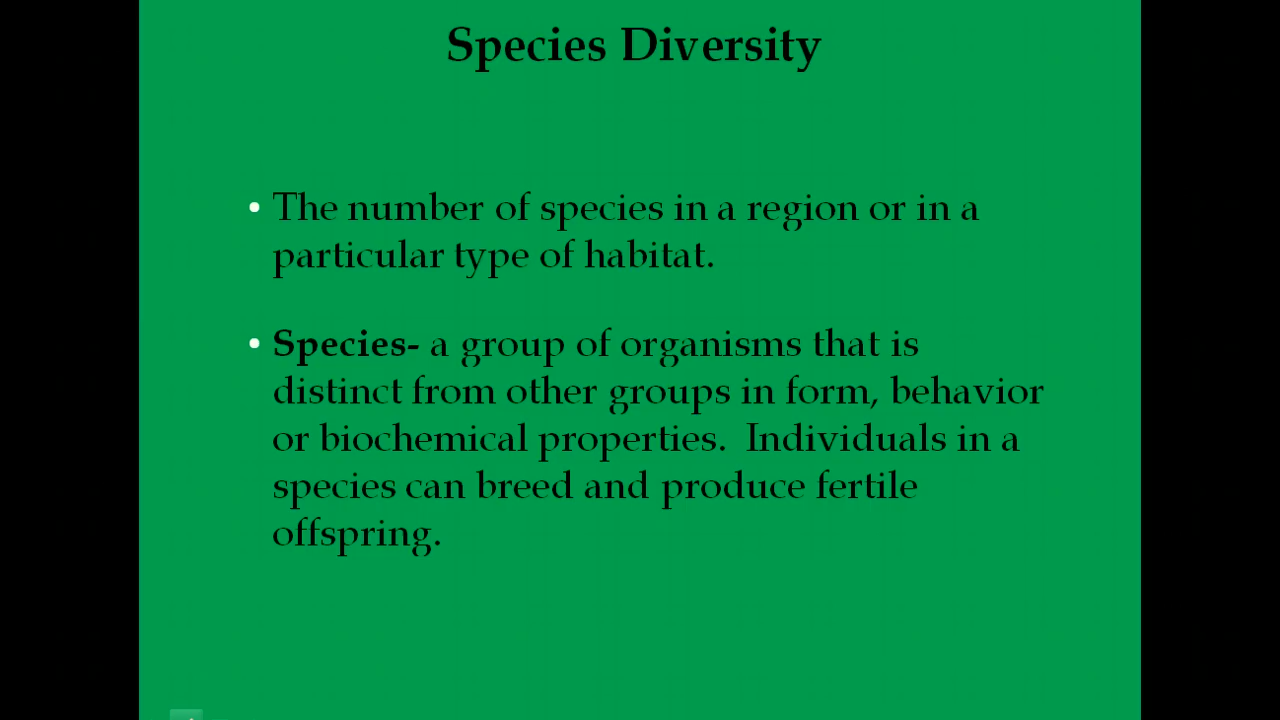 Species Diversity
• The number of species in a region or in a
particular type of habitat.
• Species- a group of organisms that is
distinct from other groups in form, behavior
or biochemical properties.  Individuals in a
species can breed and produce fertile
offspring.